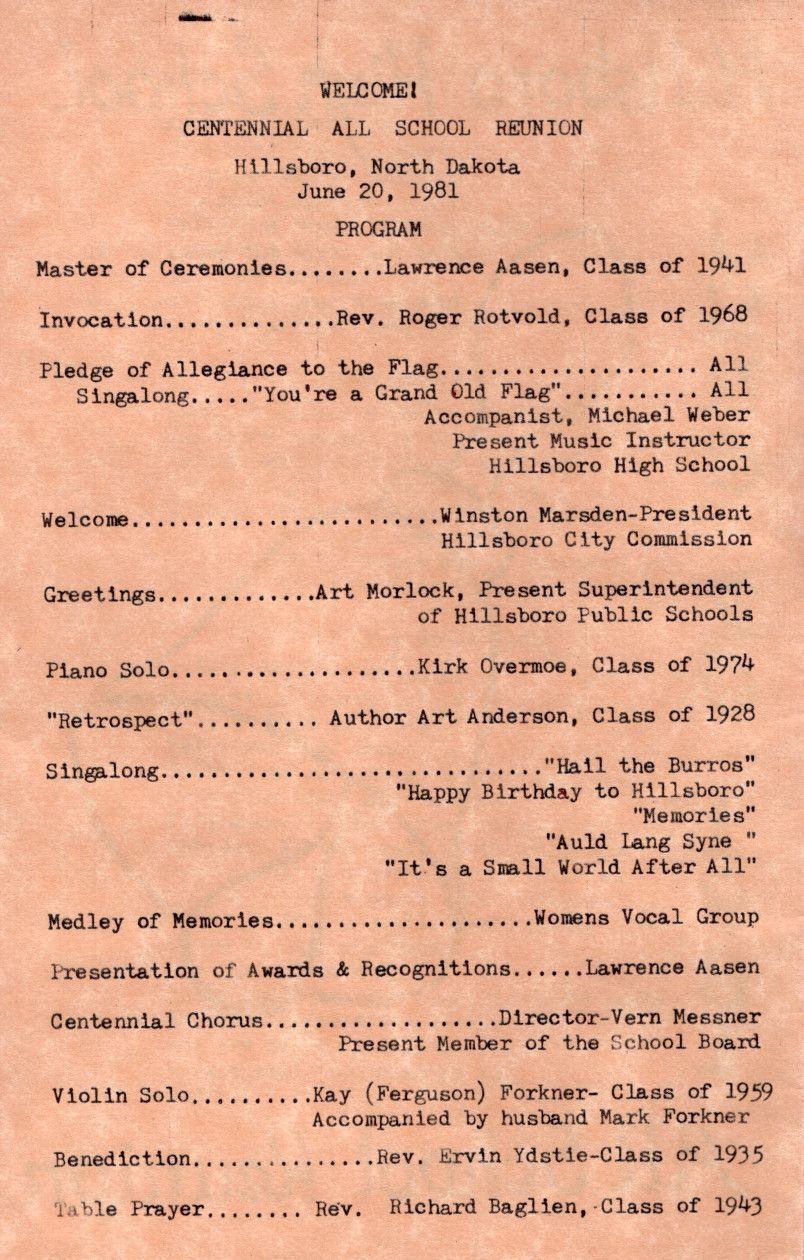 WELCOME!
CENTENNIAL ALL SCHOOL REUNION
Hillsboro, North Dakota
June 20, 1981
PROGRAM
Master of Ceremonies........Lawrence Aasen, Class of 1941
Invocation..............Rev. Roger Rotvold, Class of 1968
Pledge of Allegiance to the Flag..................... All
Singalong....."You're a Grand Old Flag"........... All
Accompanist, Michael Weber
Present Music Instructor
Hillsboro High School
Welcome.........................Winston Marsden-President
Hillsboro City Commission
Greetings.............Art Morlock, Present Superintendent
of Hillsboro Public Schools
Piano Solo....................Kirk Overmoe, Class of 1974
"Retrospect".......... Author Art Anderson, Class of 1928
Singalong..............................."Hail the Burros"
"Happy Birthday to Hillsboro"
"Memories"
"Auld Lang Syne "
"It's a Small World After All"
Medley of Memories.....................Womens Vocal Group
Presentation of Awards & Recognitions......Lawrence Aasen
Centennial Chorus...................Director-Vern Messner
Present Member of the School Board
Violin Solo..........Kay (Ferguson) Forkner- Class of 1959
Accompanied by husband Mark Forkner
Benediction...............Rev. Ervin Ydstie-Class of 1935
Table Prayer........ Rev. Richard Baglien, Class of 1943